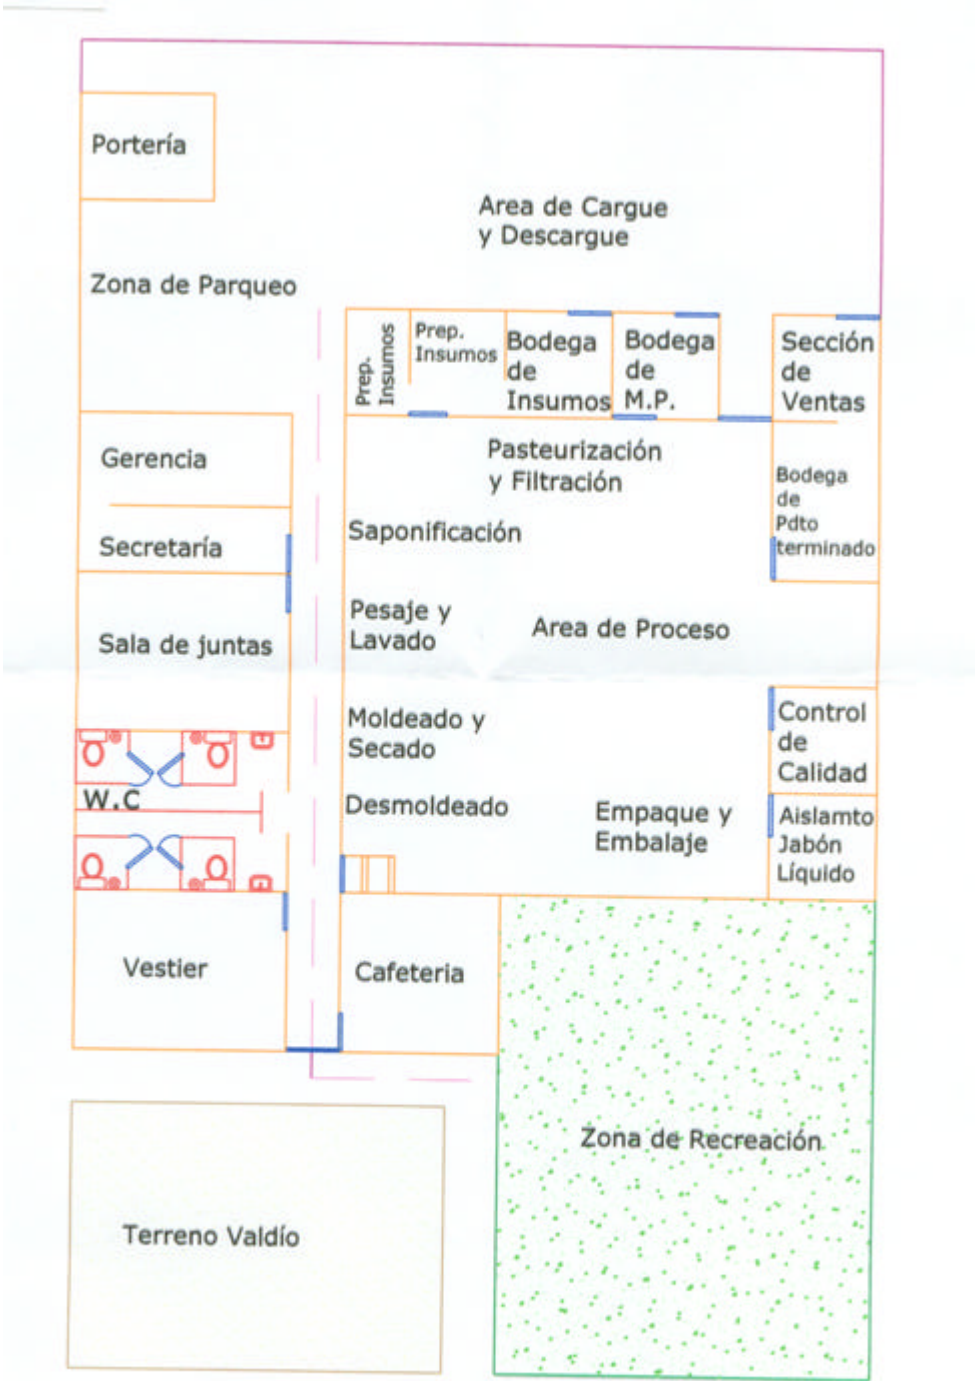 Portería
Area de Cargue
y Descargue
Zona de Parqueo
Prep.
Insumos
Prep.
Insumos
Bodega
de
Insumos
Bodega
de
M.P.
Sección
de
Ventas
Gerencia
Pasteurización
y Filtración
Bodega
de
Pdto
terminado
Secretaría
Saponificación
Pesaje y
Lavado
Area de Proceso
Sala de juntas
Moldeado y
Secado
Control
de
Calidad
W.C
Desmoldeado
Empaque y
Embalaje
Aislamto
Jabón
Líquido
Vestier
Cafeteria
Zona de Recreación
Terreno Valdío